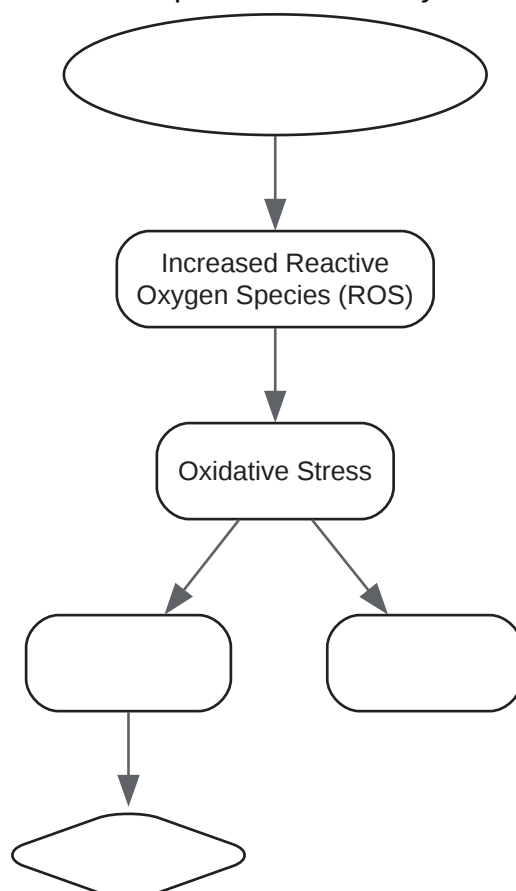 Increased Reactive
Oxygen Species (ROS)
Oxidative Stress